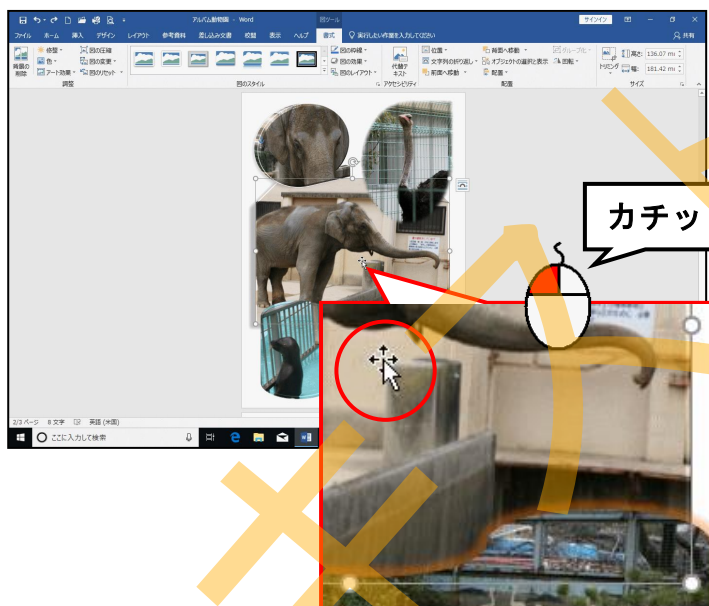 アルバム動物園 - Word
図ツール
サインイン
ファイル ホーム 挿入 デザイン レイアウト 参考資料 差し込み文書 校閲 表示 ヘルプ 書式 実行したい作業を入力してください 共有
背景の削除
修整
色
アート効果
図の圧縮
図の変更
図のリセット
調整
図のスタイル
図の枠線
図の効果
図のレイアウト
代替テキスト
アクセシビリティ
位置
文字列の折り返し
前面へ移動
背面へ移動
オブジェクトの選択と表示
配置
グループ化
回転
配置
トリミング
高さ: 136.07 mm
幅: 181.42 mm
サイズ
カチッ
2/3 ページ 8 文字 英語 (米国)
ここに入力して検索